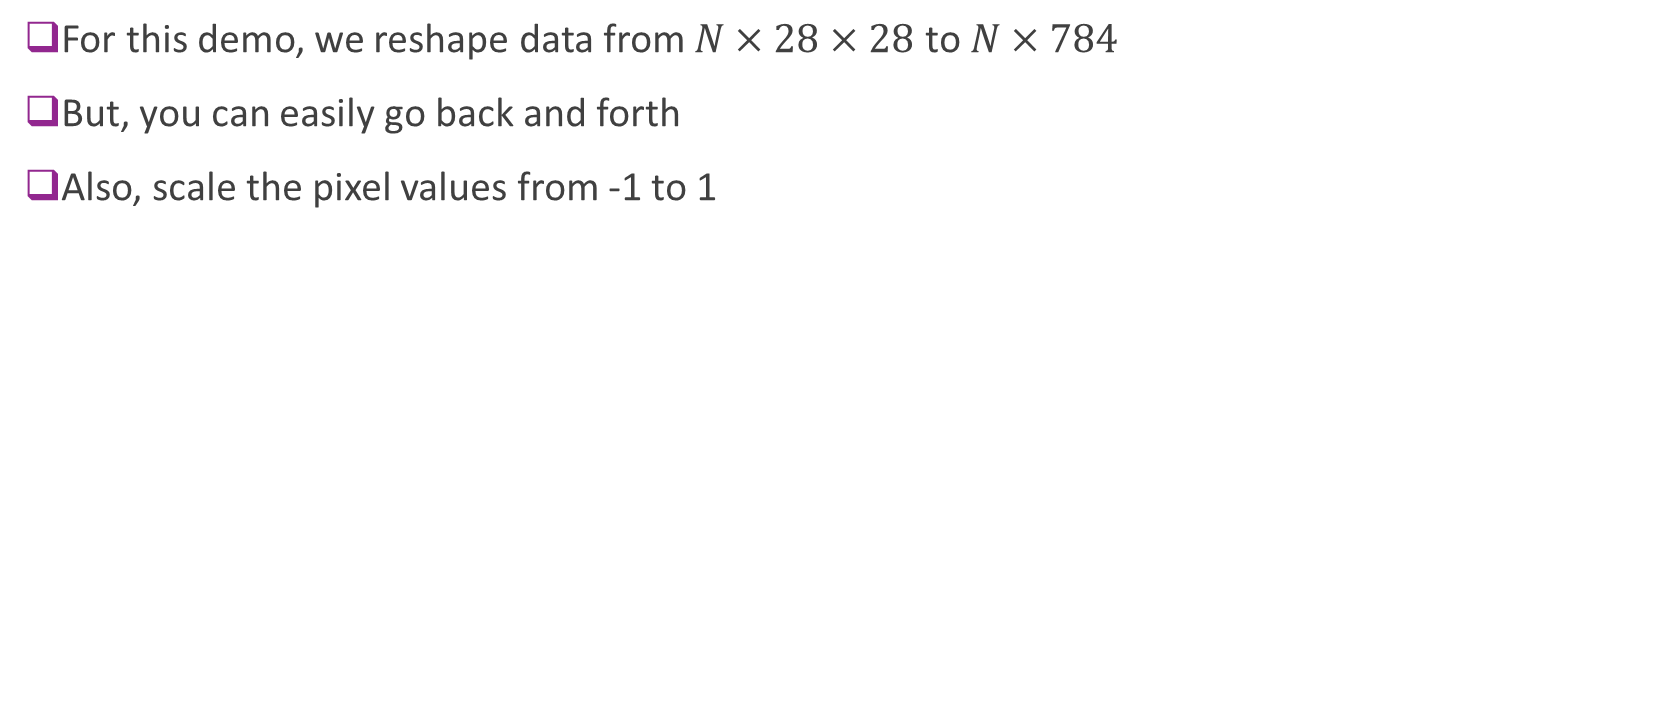 ❑For this demo, we reshape data from N × 28 × 28 to N × 784
❑But, you can easily go back and forth
❑Also, scale the pixel values from -1 to 1